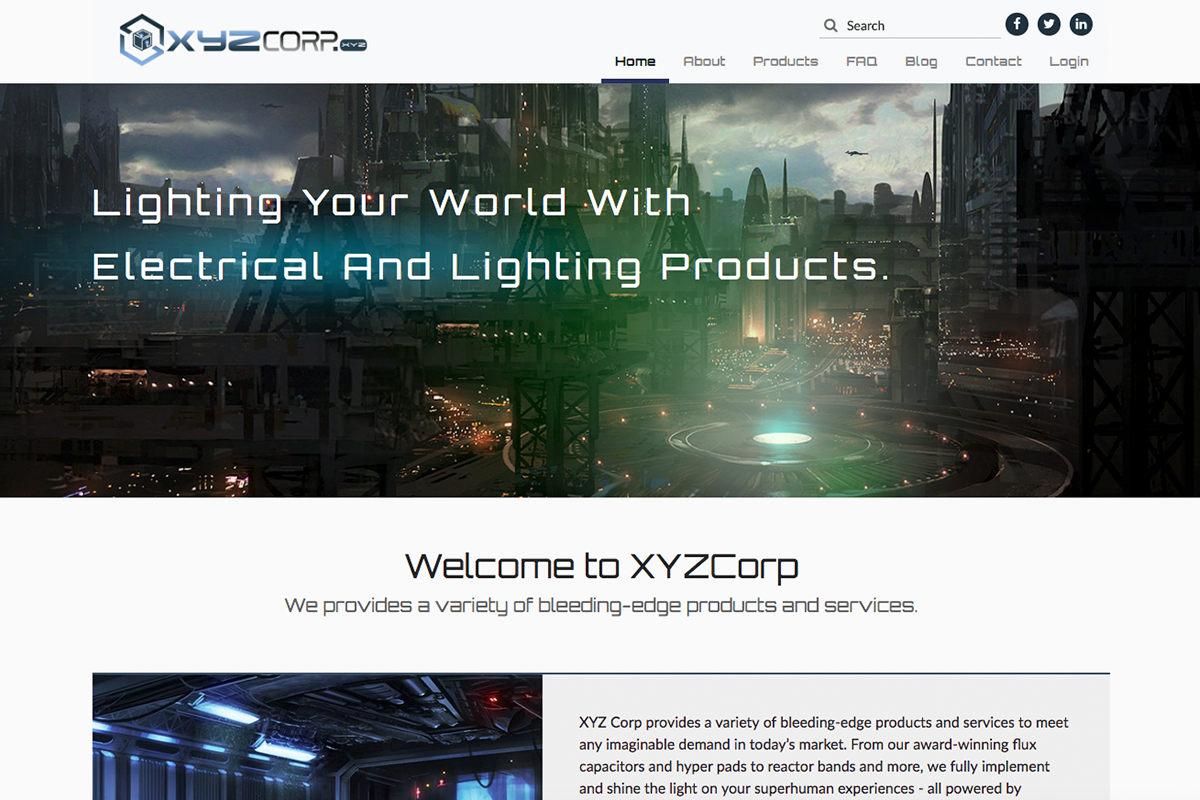 XYZCORP.XYZ
Search
Home About Products FAQ Blog Contact Login
Lighting Your World With
Electrical And Lighting Products.
Welcome to XYZCorp
We provides a variety of bleeding-edge products and services.
XYZ Corp provides a variety of bleeding-edge products and services to meet
any imaginable demand in today's market. From our award-winning flux
capacitors and hyper pads to reactor bands and more, we fully implement
and shine the light on your superhuman experiences - all powered by